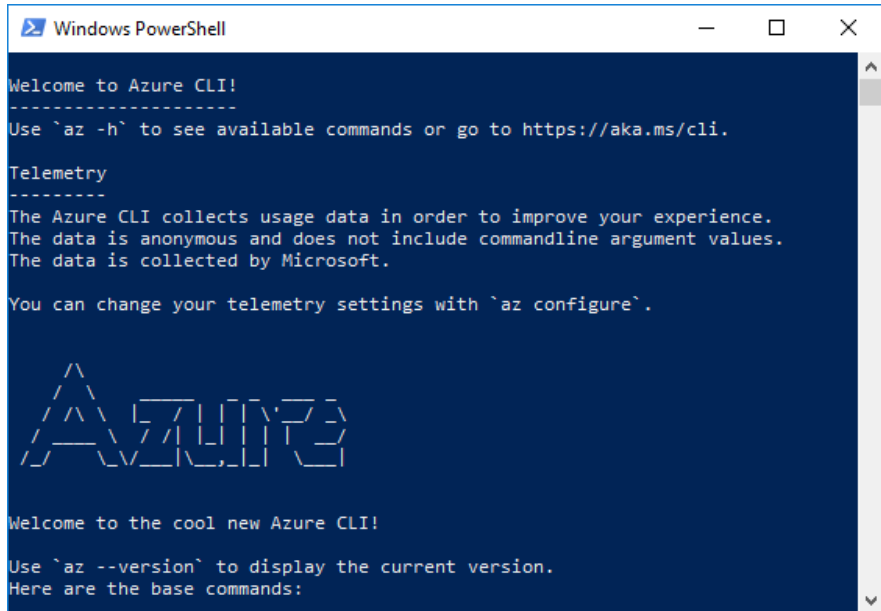 Windows PowerShell
Welcome to Azure CLI!
---------------------
Use `az -h` to see available commands or go to https://aka.ms/cli.
Telemetry
---------
The Azure CLI collects usage data in order to improve your experience.
The data is anonymous and does not include commandline argument values.
The data is collected by Microsoft.
You can change your telemetry settings with `az configure`.
Azure
Welcome to the cool new Azure CLI!
Use `az --version` to display the current version.
Here are the base commands: